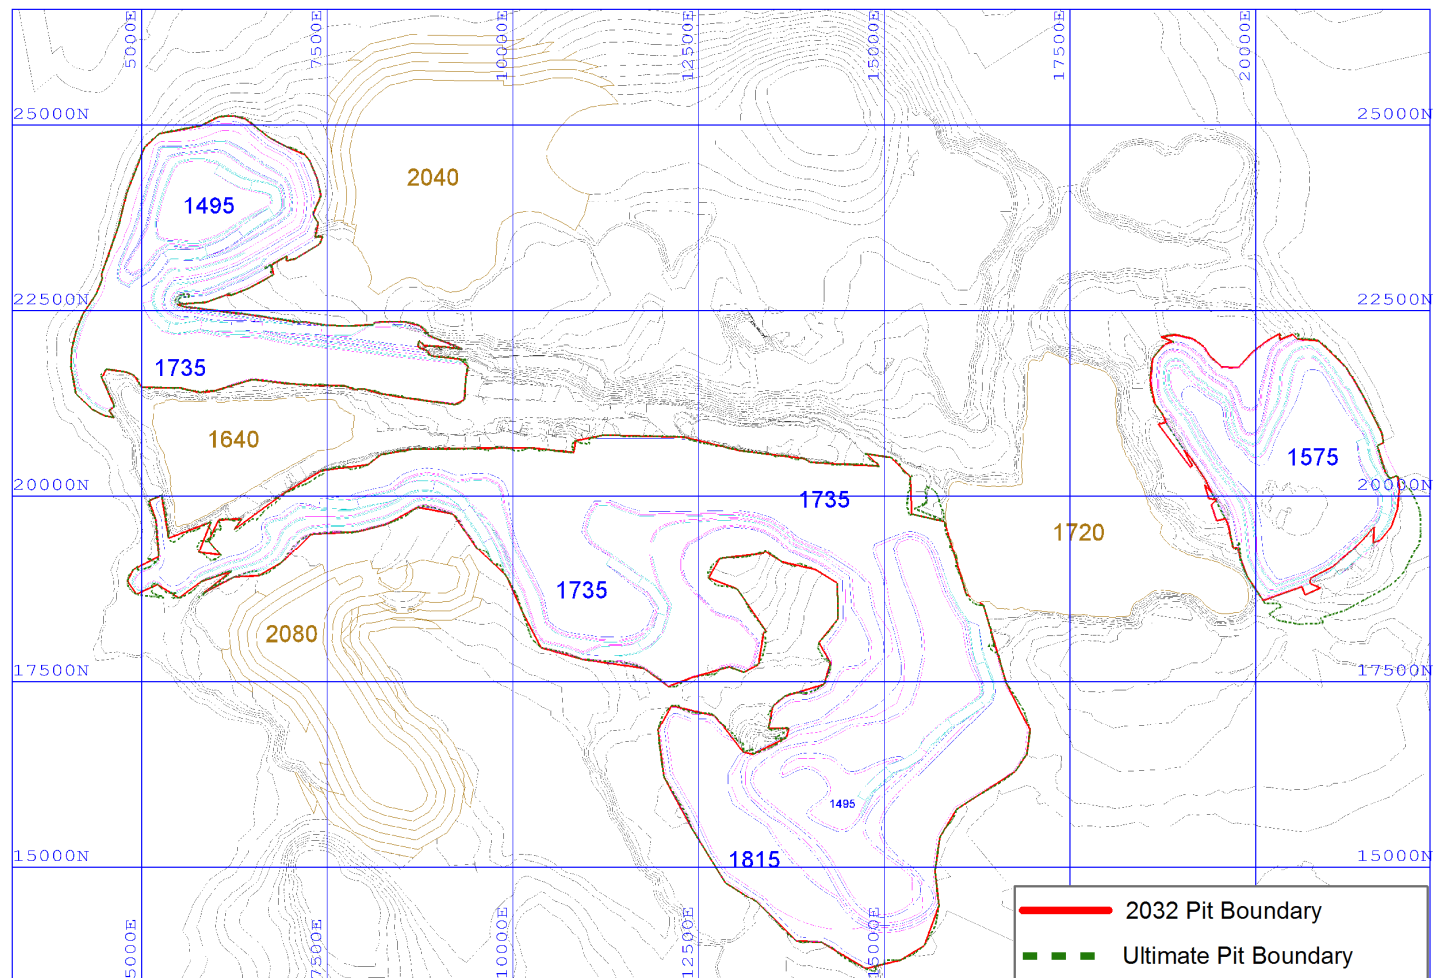 5000E 7500E 10000E 12500E 15000E 17500E 20000E
25000N 25000N
2040
1495
22500N 22500N
1735
1640
1575
20000N 20000N
1735
1720
1735
2080
17500N 17500N
1495
1815
15000N 15000N
5000E 7500E 10000E 12500E 15000E
2032 Pit Boundary
Ultimate Pit Boundary